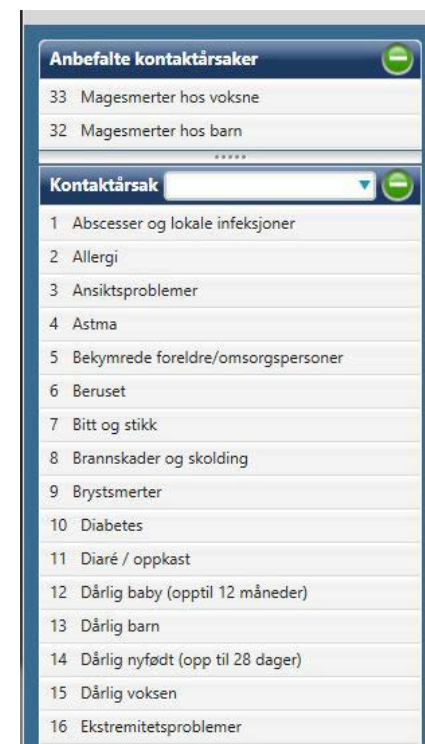 Anbefalte kontaktårsaker
33 Magesmerter hos voksne
32 Magesmerter hos barn
Kontaktårsak
1 Abscesser og lokale infeksjoner
2 Allergi
3 Ansiktsproblemer
4 Astma
5 Bekymrede foreldre/omsorgspersoner
6 Beruset
7 Bitt og stikk
8 Brannskader og skolding
9 Brystsmerter
10 Diabetes
11 Diaré / oppkast
12 Dårlig baby (opptil 12 måneder)
13 Dårlig barn
14 Dårlig nyfødt (opp til 28 dager)
15 Dårlig voksen
16 Ekstremitetsproblemer